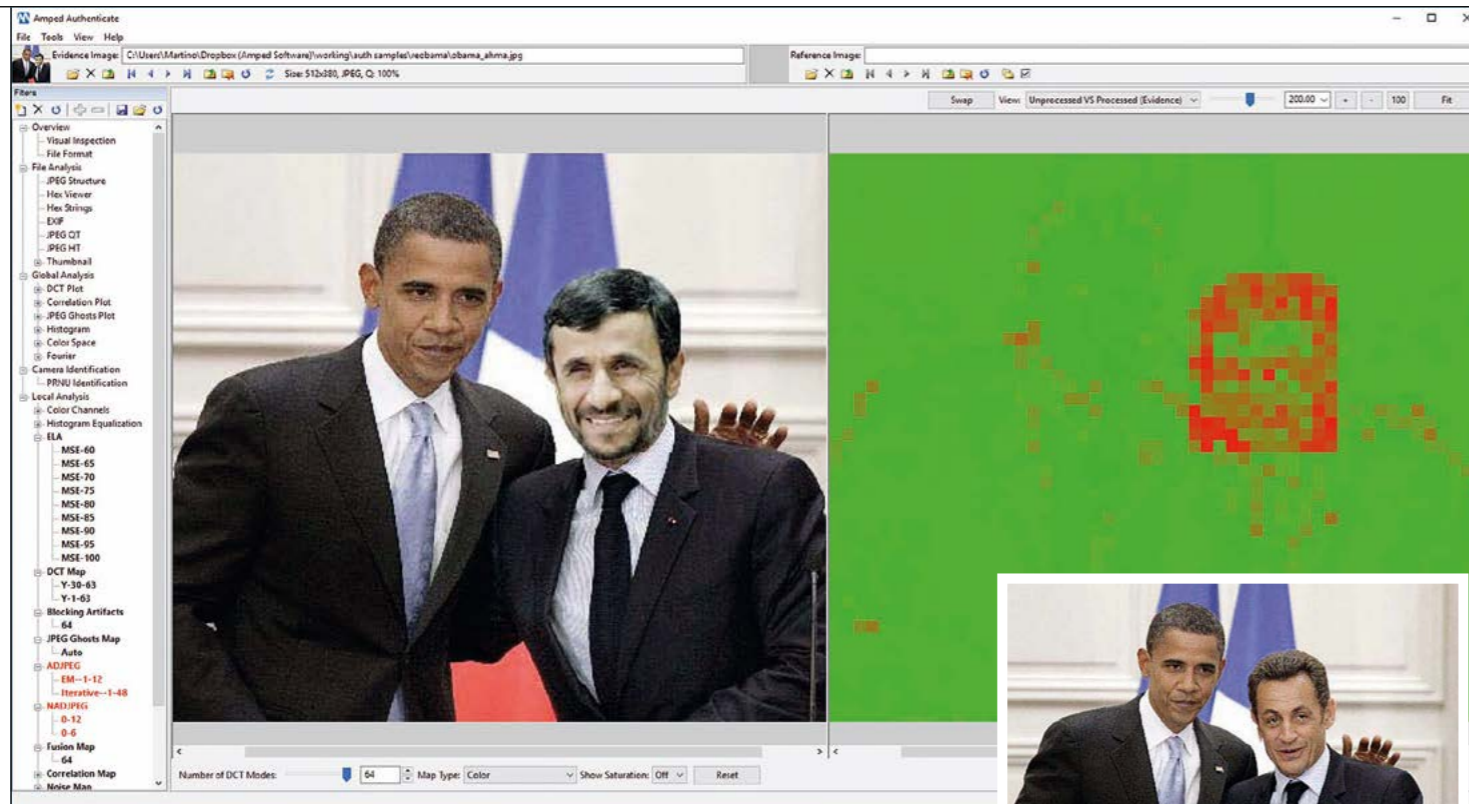 Amped Authenticate
File Tools View Help
Evidence Image: C:\Users\Martino\Dropbox (Amped Software)\working\auth samples\reobama\obama_ahma.jpg
Reference Image:
Size: 512x380, JPEG, Q: 100%
Filters
Swap View: Unprocessed VS Processed (Evidence) 200.00 + - 100 Fit
Overview
Visual Inspection
File Format
File Analysis
JPEG Structure
Hex Viewer
Hex Strings
EXIF
JPEG QT
JPEG HT
Thumbnail
Global Analysis
DCT Plot
Correlation Plot
JPEG Ghosts Plot
Histogram
Color Space
Fourier
Camera Identification
PRNU Identification
Local Analysis
Color Channels
Histogram Equalization
ELA
MSE-60
MSE-65
MSE-70
MSE-75
MSE-80
MSE-85
MSE-90
MSE-95
MSE-100
DCT Map
Y-30-63
Y-1-63
Blocking Artifacts
64
JPEG Ghosts Map
Auto
ADJPEG
EM--1-12
Iterative--1-48
NADJPEG
0-12
0-6
Fusion Map
64
Correlation Map
Noise Map
Number of DCT Modes: 64 Map Type: Color Show Saturation: Off Reset